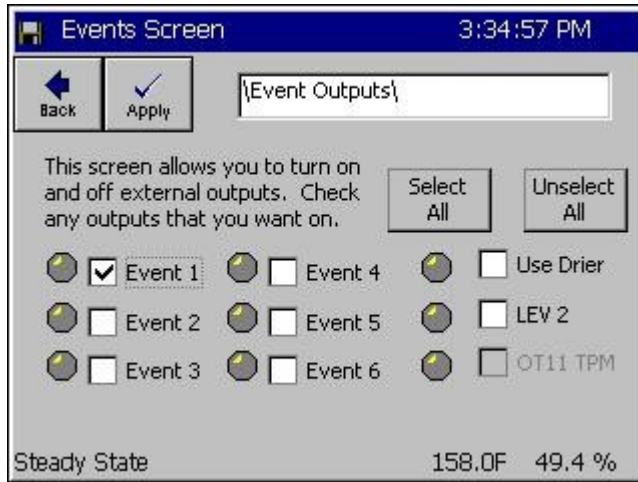 Events Screen 3:34:57 PM
Back
Apply
\Event Outputs\
This screen allows you to turn on
and off external outputs. Check
any outputs that you want on.
Select
All
Unselect
All
Event 1 Event 4 Use Drier
Event 2 Event 5 LEV 2
Event 3 Event 6 OT11 TPM
Steady State 158.0F 49.4 %